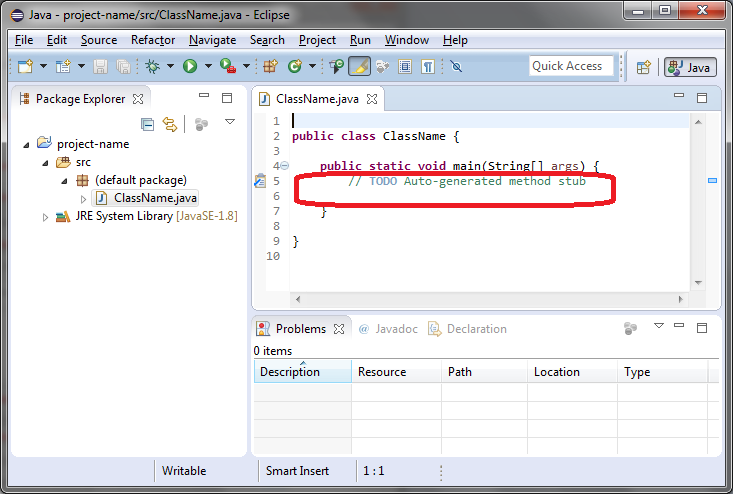 Java - project-name/src/ClassName.java - Eclipse
File Edit Source Refactor Navigate Search Project Run Window Help
Quick Access
Java
Package Explorer
project-name
src
(default package)
ClassName.java
JRE System Library [JavaSE-1.8]
ClassName.java
1
2 public class ClassName {
3
4 public static void main(String[] args) {
5 // TODO Auto-generated method stub
6
7 }
8
9 }
10
Problems @ Javadoc Declaration
0 items
Description Resource Path Location Type
Writable Smart Insert 1 : 1